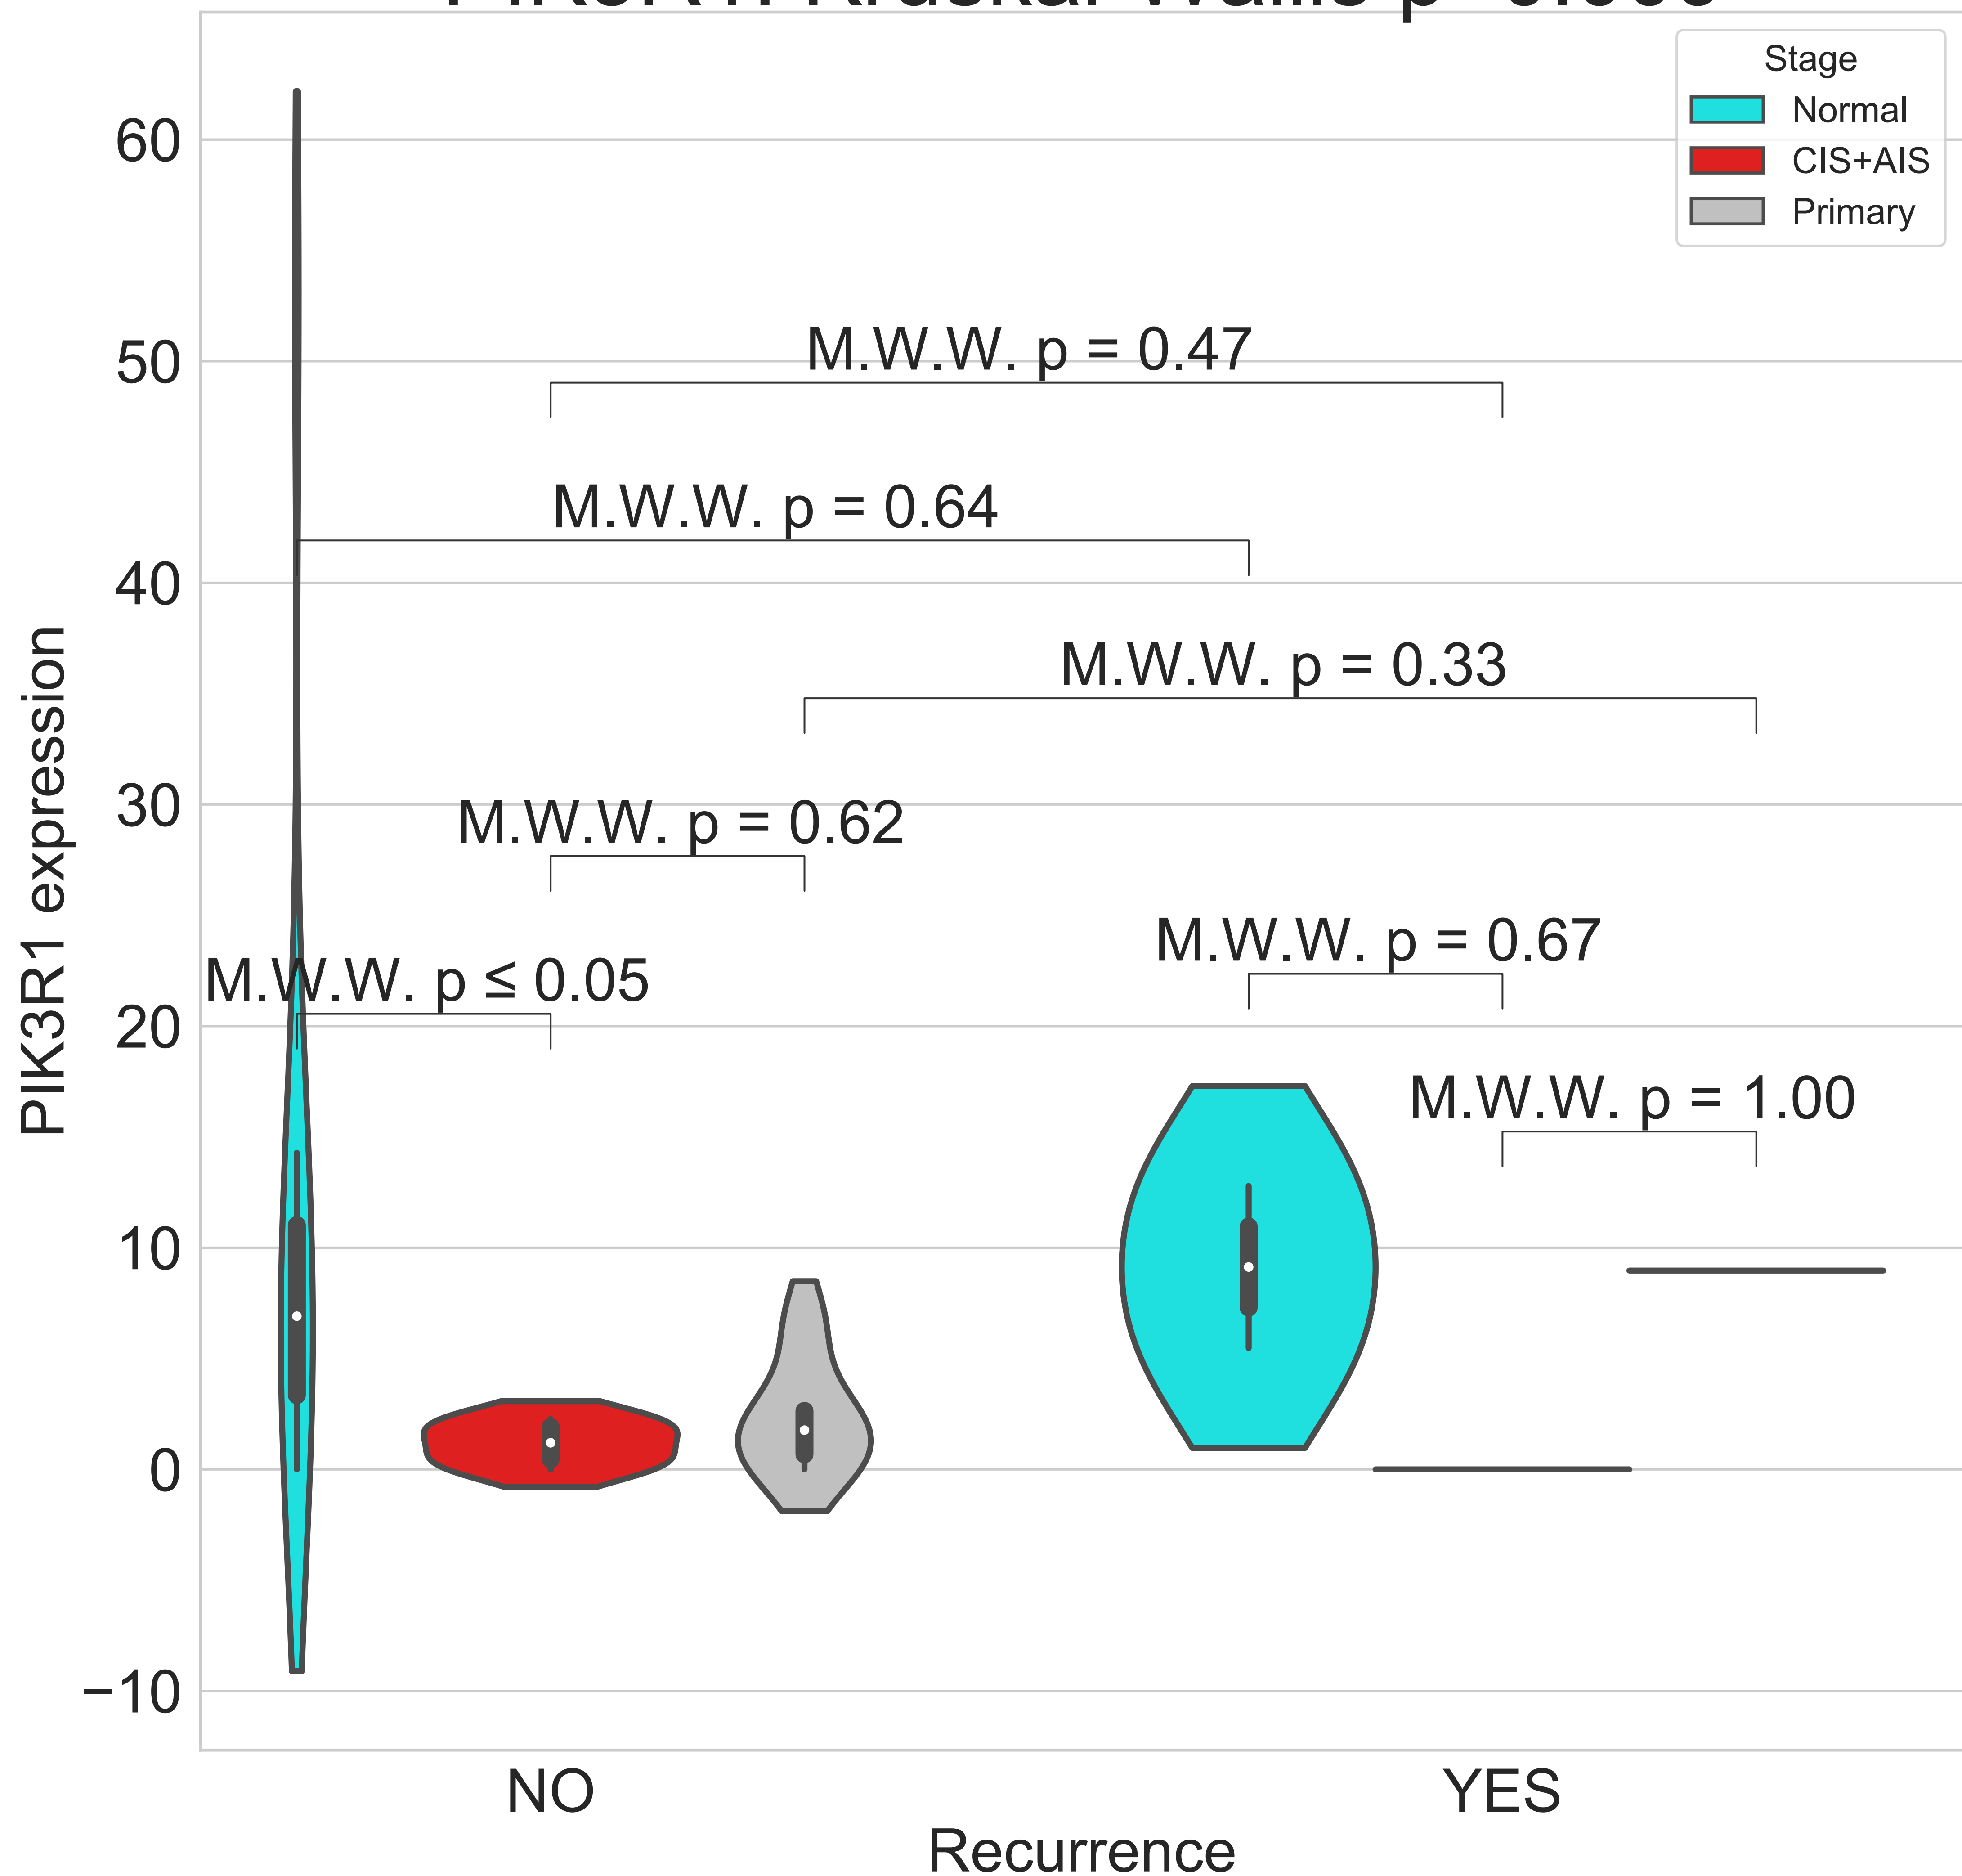 Stage
Normal
CIS+AIS
Primary
60
50
40
30
20
10
0
−10
PIK3R1 expression
M.W.W. p = 0.47
M.W.W. p = 0.64
M.W.W. p = 0.33
M.W.W. p = 0.62
M.W.W. p = 0.67
M.W.W. p ≤ 0.05
M.W.W. p = 1.00
NO
YES
Recurrence